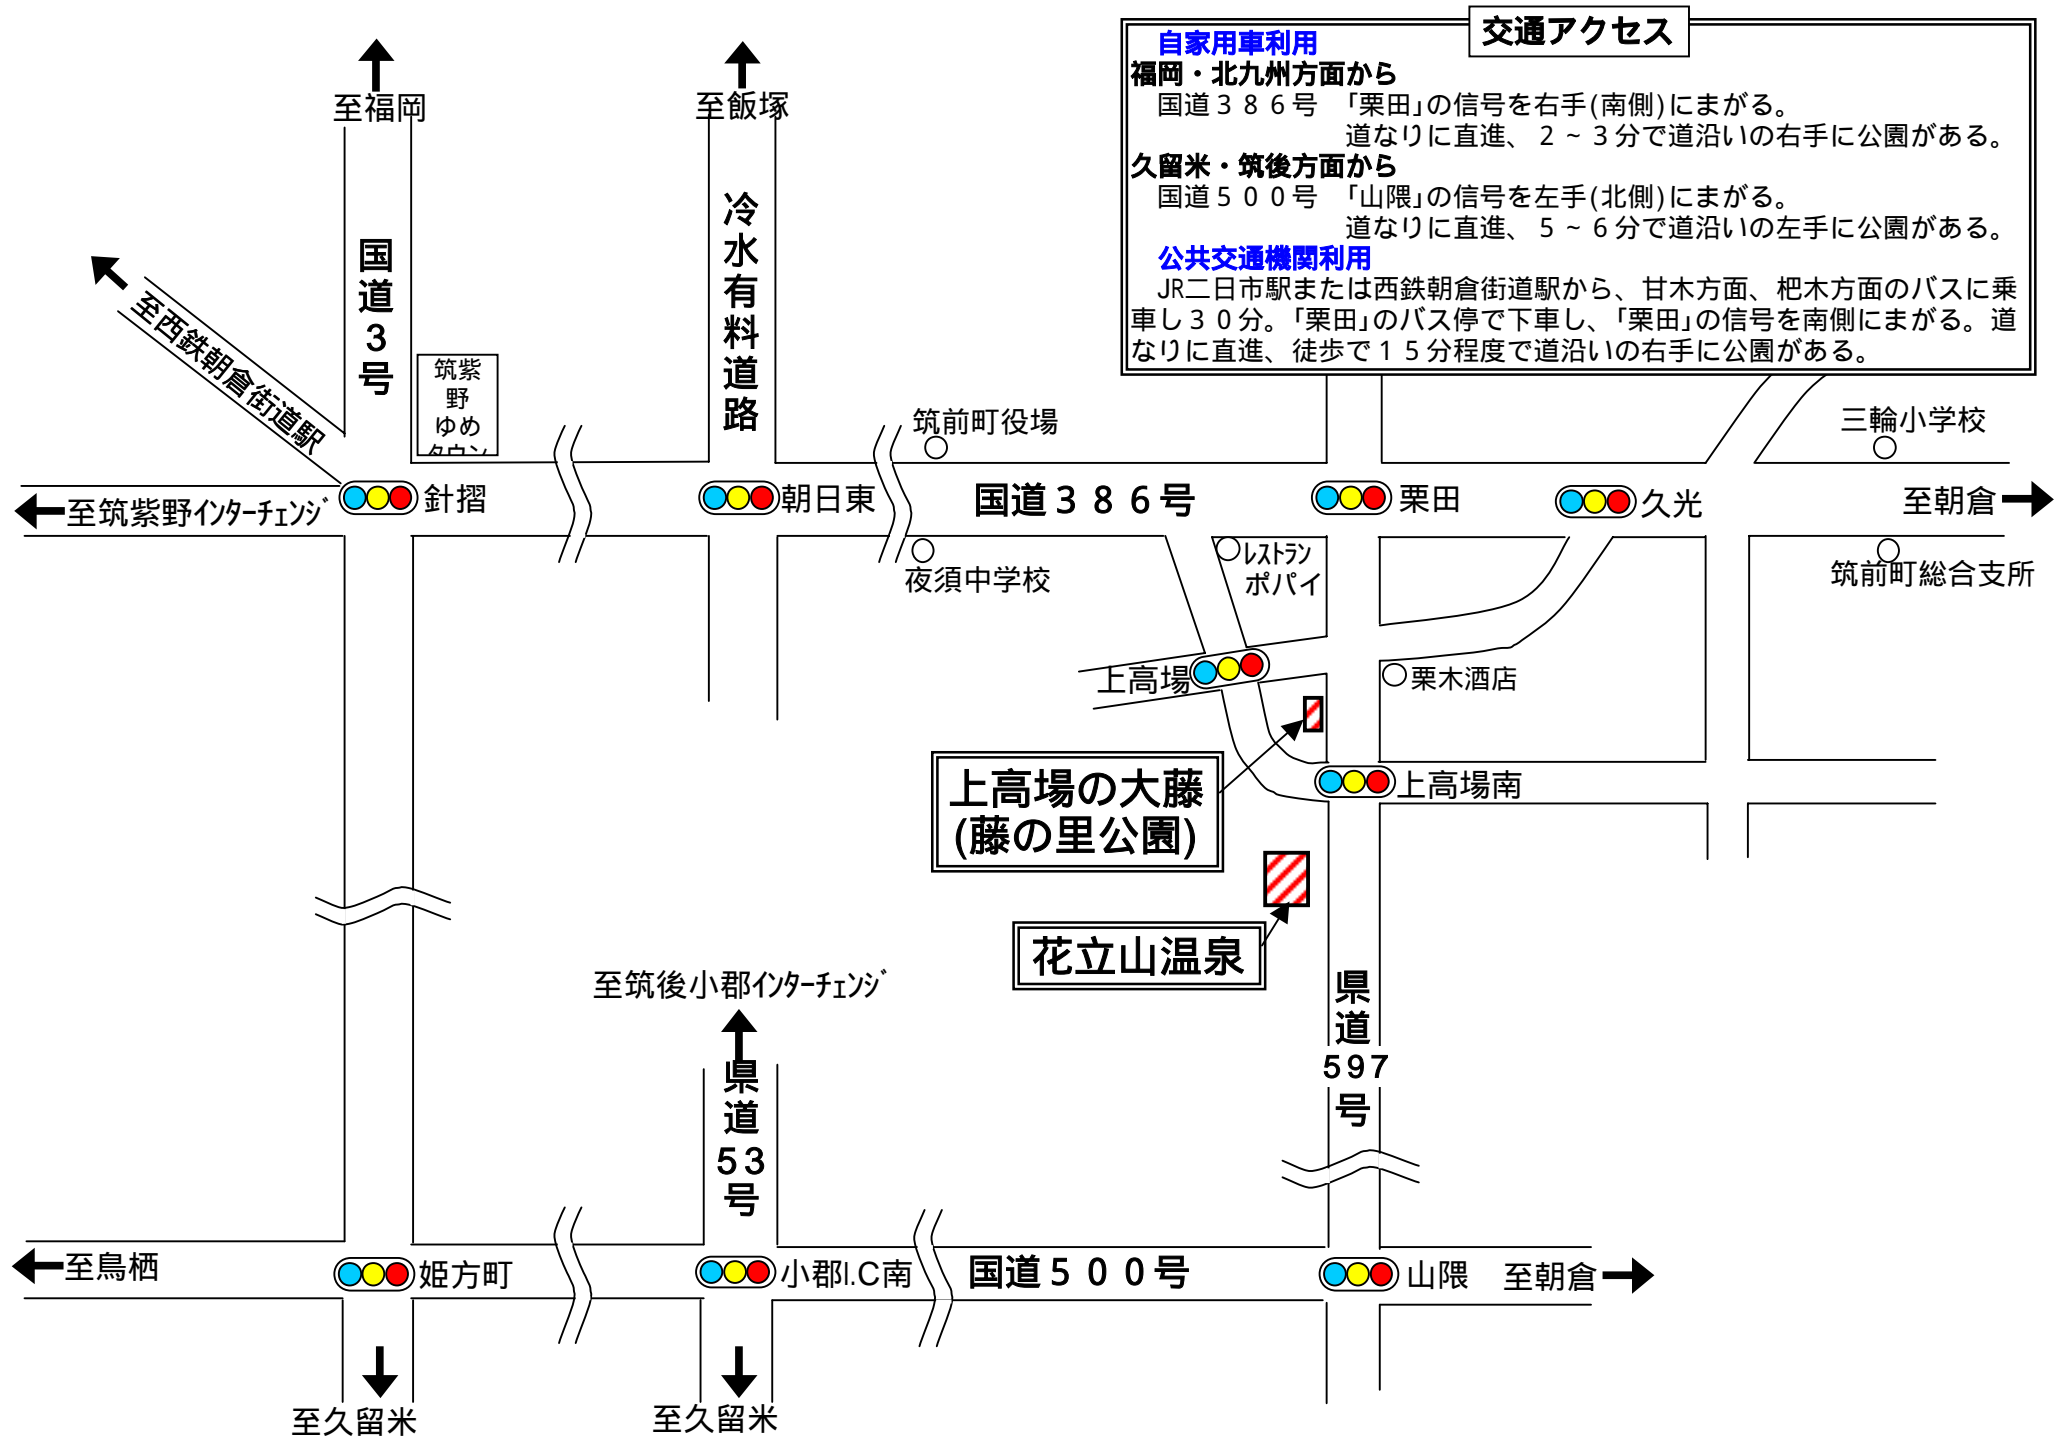 交通アクセス
自家用車利用
福岡・北九州方面から
国道３８６号 「栗田」の信号を右手(南側)にまがる。
道なりに直進、２~３分で道沿いの右手に公園がある。
久留米・筑後方面から
国道５００号 「山隈」の信号を左手(北側)にまがる。
道なりに直進、５~６分で道沿いの左手に公園がある。
公共交通機関利用
JR二日市駅または西鉄朝倉街道駅から、甘木方面、杷木方面のバスに乗
車し３０分。「栗田」のバス停で下車し、「栗田」の信号を南側にまがる。道
なりに直進、徒歩で１５分程度で道沿いの右手に公園がある。
至福岡
至飯塚
国道３号
冷水有料道路
至西鉄朝倉街道駅
筑紫
野
ゆめ
タウン
筑前町役場
三輪小学校
至筑紫野ｲﾝﾀｰﾁｪﾝｼﾞ
針摺
朝日東
国道３８６号
栗田
久光
至朝倉
夜須中学校
ﾚｽﾄﾗﾝ
ポパイ
筑前町総合支所
上高場
栗木酒店
上高場の大藤
(藤の里公園)
上高場南
花立山温泉
至筑後小郡ｲﾝﾀｰﾁｪﾝｼﾞ
県道
53
号
県道
597
号
至鳥栖
姫方町
小郡I.C南
国道５００号
山隈
至朝倉
至久留米
至久留米